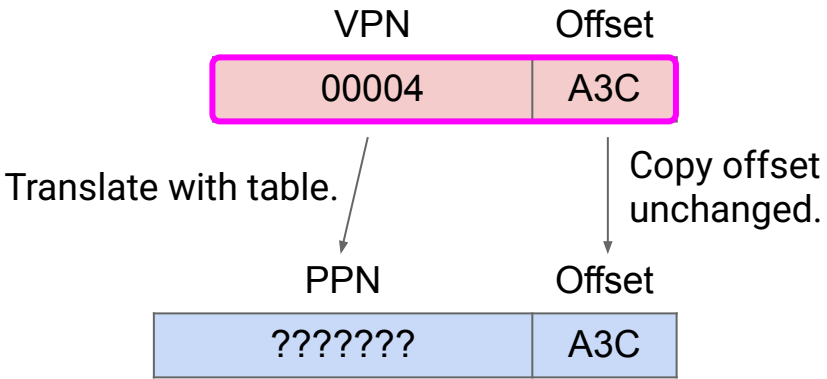 VPN Offset
00004 A3C
Translate with table.
Copy offset
unchanged.
PPN Offset
??????? A3C